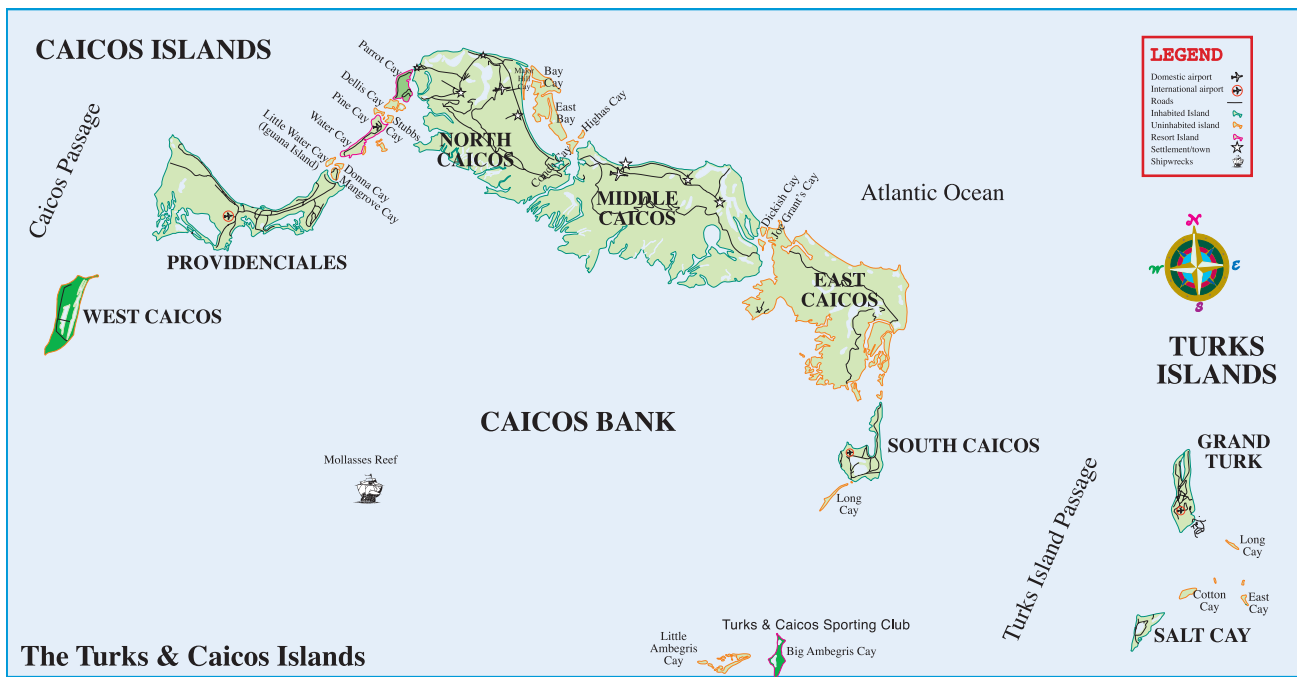 CAICOS ISLANDS
Caicos Passage
Parrot Cay
Dellis Cay
Pine Cay
Water Cay
Little Water Cay
(Iguana Island)
Stubbs
Cay
Donna Cay
Mangrove Cay
Major
Hill
Cay
Bay
Cay
East
Bay
Highas Cay
NORTH
CAICOS
MIDDLE
CAICOS
Dickish Cay
Joe Grant's Cay
Atlantic Ocean
PROVIDENCIALES
WEST CAICOS
EAST
CAICOS
CAICOS BANK
SOUTH CAICOS
Long
Cay
Mollasses Reef
LEGEND
Domestic airport
International airport
Roads
Inhabited Island
Uninhabited island
Resort Island
Settlement/town
Shipwrecks
N
W
E
S
TURKS
ISLANDS
GRAND
TURK
Turks Island Passage
Long
Cay
Cotton
Cay
East
Cay
SALT CAY
Turks & Caicos Sporting Club
Little
Ambegris
Cay
Big Ambegris Cay
The Turks & Caicos Islands